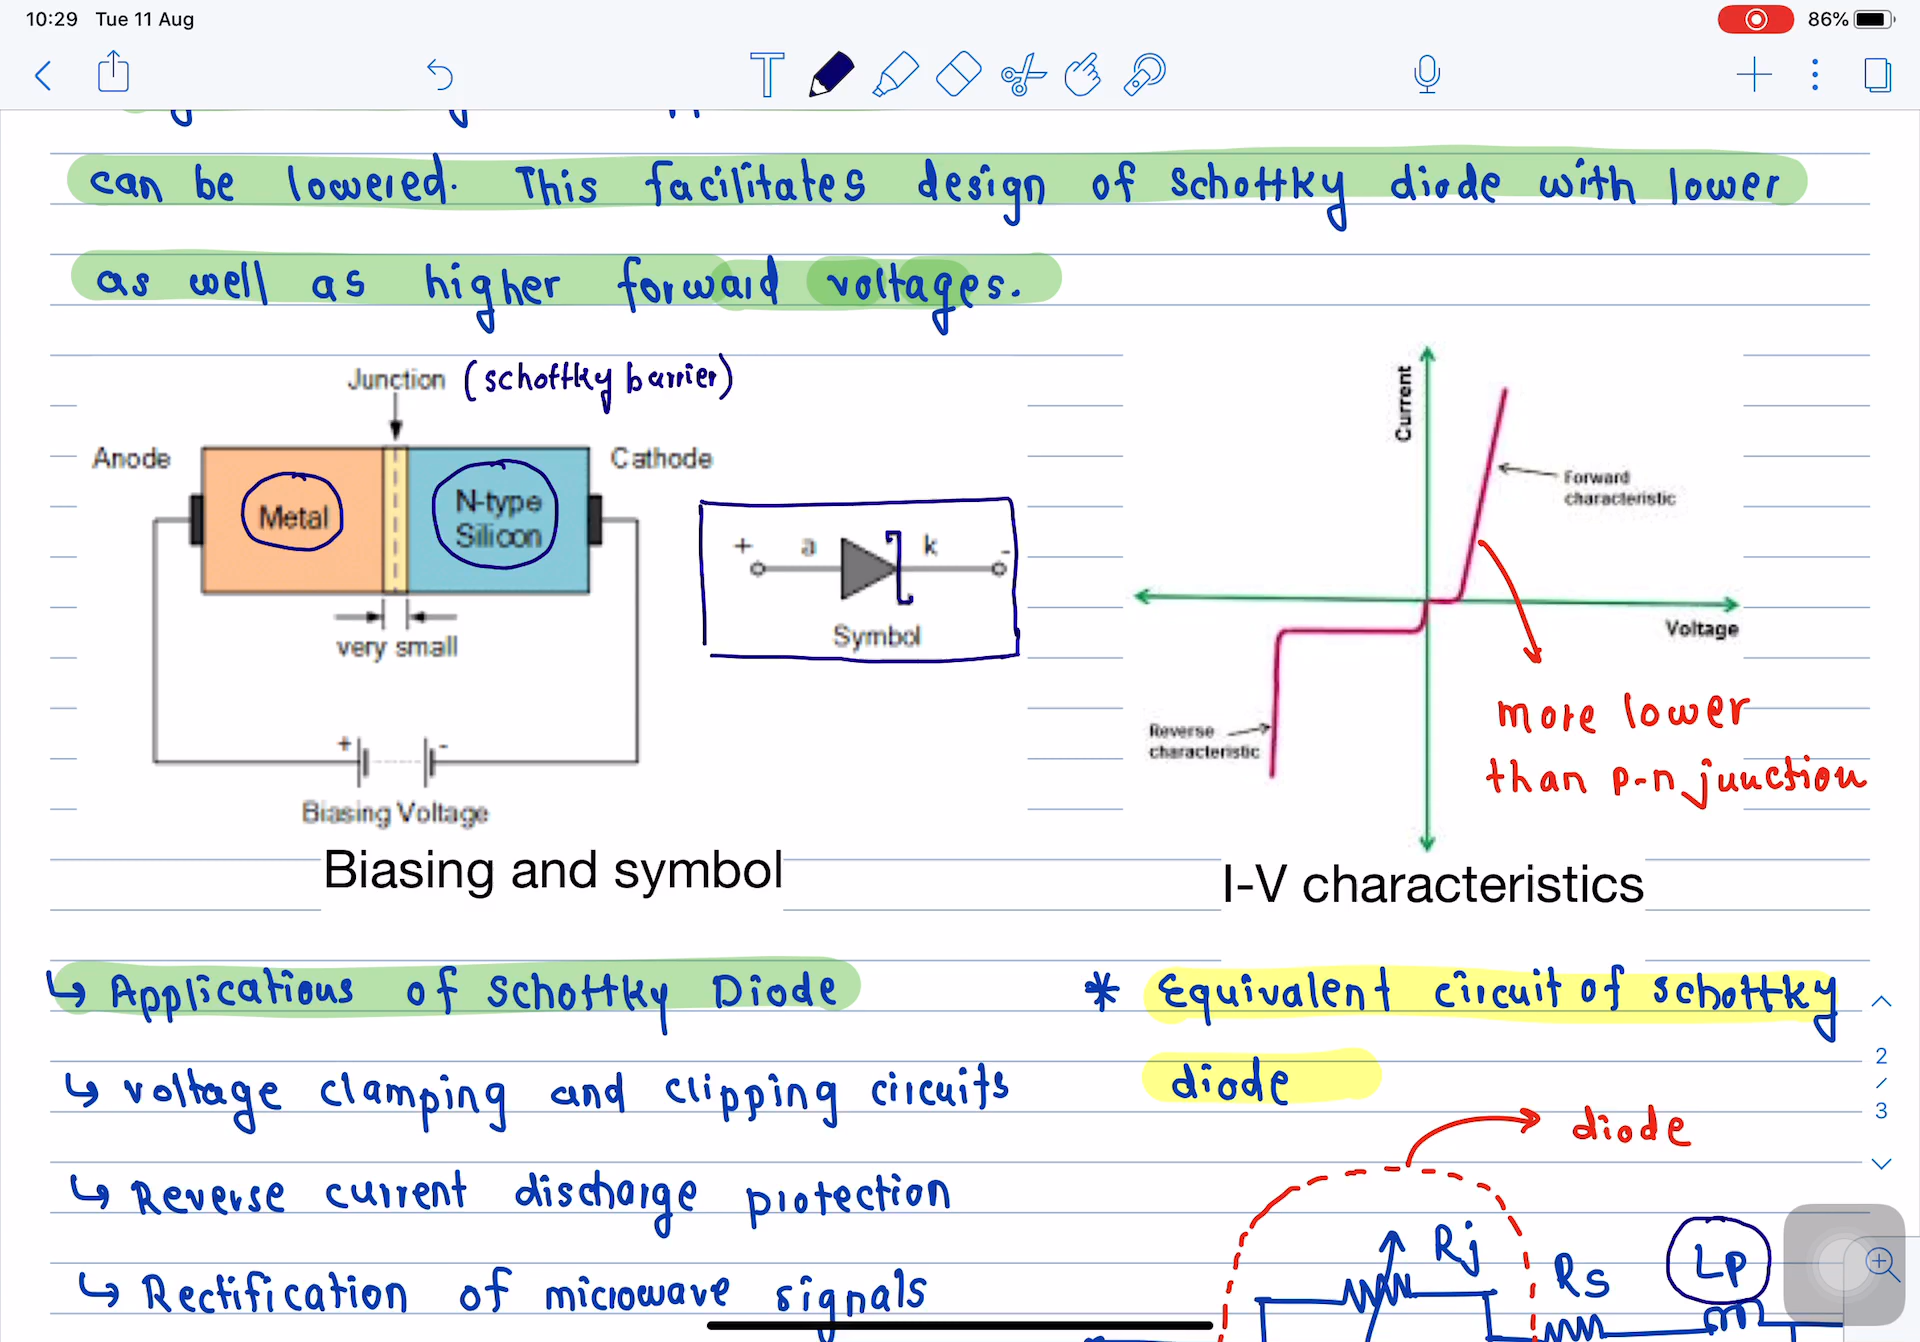 10:29 Tue 11 Aug
86%
can be lowered. This facilitates design of schottky diode with lower
as well as higher forward voltages.
Junction (schottky barrier)
Anode
Cathode
Metal
N-type
Silicon
very small
+ -
Biasing Voltage
+ a k -
Symbol
Biasing and symbol
Current
Forward
characteristic
Voltage
Reverse
characteristic
more lower
than p-n junction
I-V characteristics
↳ Applications of Schottky Diode
↳ voltage clamping and clipping circuits
↳ Reverse current discharge protection
↳ Rectification of microwave signals
* Equivalent circuit of schottky
diode
diode
Rj
Rs
Lp
2
/
3